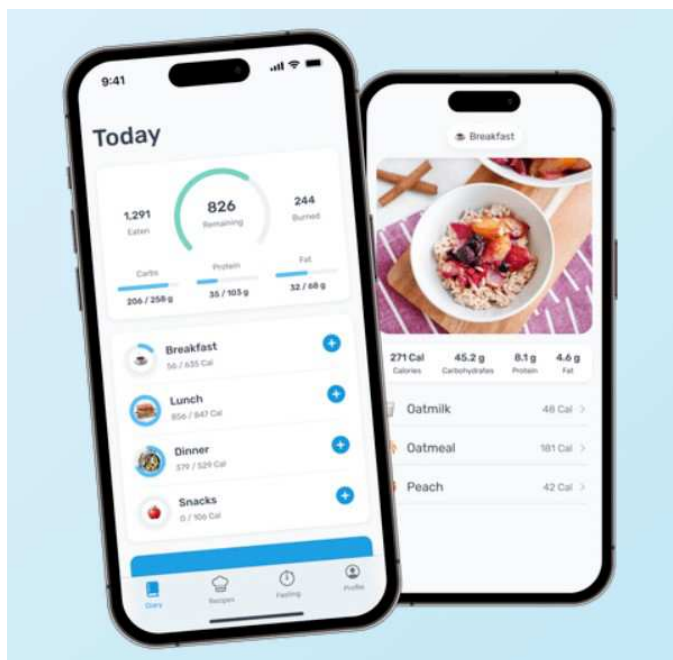 9:41
Today
1,291
Eaten
826
Remaining
244
Burned
Carbs
206 / 258 g
Protein
35 / 103 g
Fat
32 / 68 g
Breakfast
56 / 635 Cal
Lunch
856 / 847 Cal
Dinner
379 / 529 Cal
Snacks
0 / 106 Cal
Diary
Recipes
Fasting
Profile
Breakfast
271 Cal
Calories
45.2 g
Carbohydrates
8.1 g
Protein
4.6 g
Fat
Oatmilk 48 Cal
Oatmeal 181 Cal
Peach 42 Cal